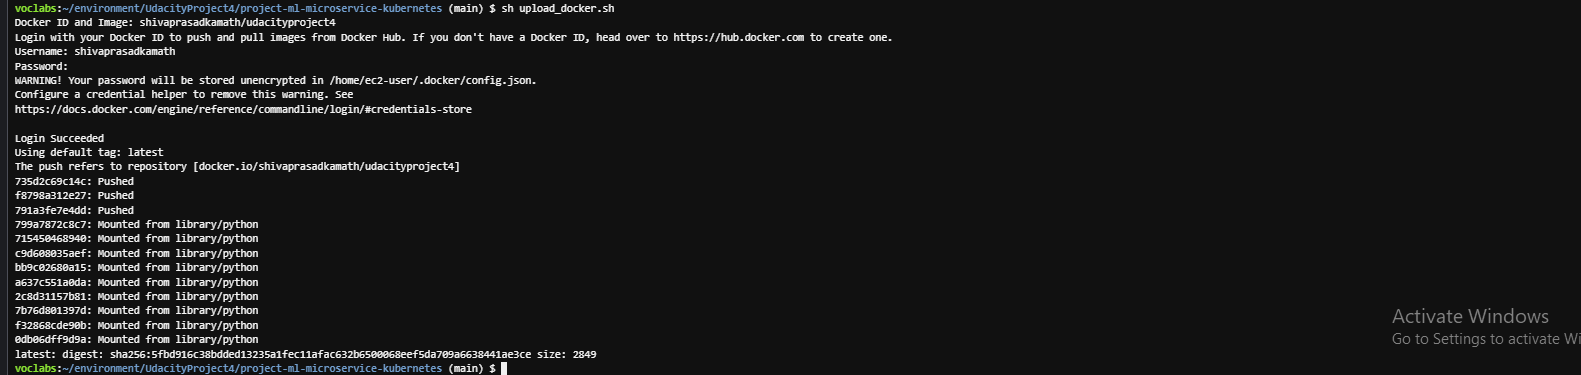 voclabs:~/environment/UdacityProject4/project-ml-microservice-kubernetes (main) $ sh upload_docker.sh
Docker ID and Image: shivaprasadkamath/udacityproject4
Login with your Docker ID to push and pull images from Docker Hub. If you don't have a Docker ID, head over to https://hub.docker.com to create one.
Username: shivaprasadkamath
Password:
WARNING! Your password will be stored unencrypted in /home/ec2-user/.docker/config.json.
Configure a credential helper to remove this warning. See
https://docs.docker.com/engine/reference/commandline/login/#credentials-store
Login Succeeded
Using default tag: latest
The push refers to repository [docker.io/shivaprasadkamath/udacityproject4]
735d2c69c14c: Pushed
f8798a312e27: Pushed
791a3fe7e4dd: Pushed
799a7872c8c7: Mounted from library/python
715450468940: Mounted from library/python
c9d608035aef: Mounted from library/python
bb9c02680a15: Mounted from library/python
a637c551a0da: Mounted from library/python
2c8d31157b81: Mounted from library/python
7b76d801397d: Mounted from library/python
f32868cde90b: Mounted from library/python
0db06dff9d9a: Mounted from library/python
latest: digest: sha256:5fbd916c38bdded13235a1fec11afac632b6500068eef5da709a6638441ae3ce size: 2849
voclabs:~/environment/UdacityProject4/project-ml-microservice-kubernetes (main) $
Activate Windows
Go to Settings to activate Wi